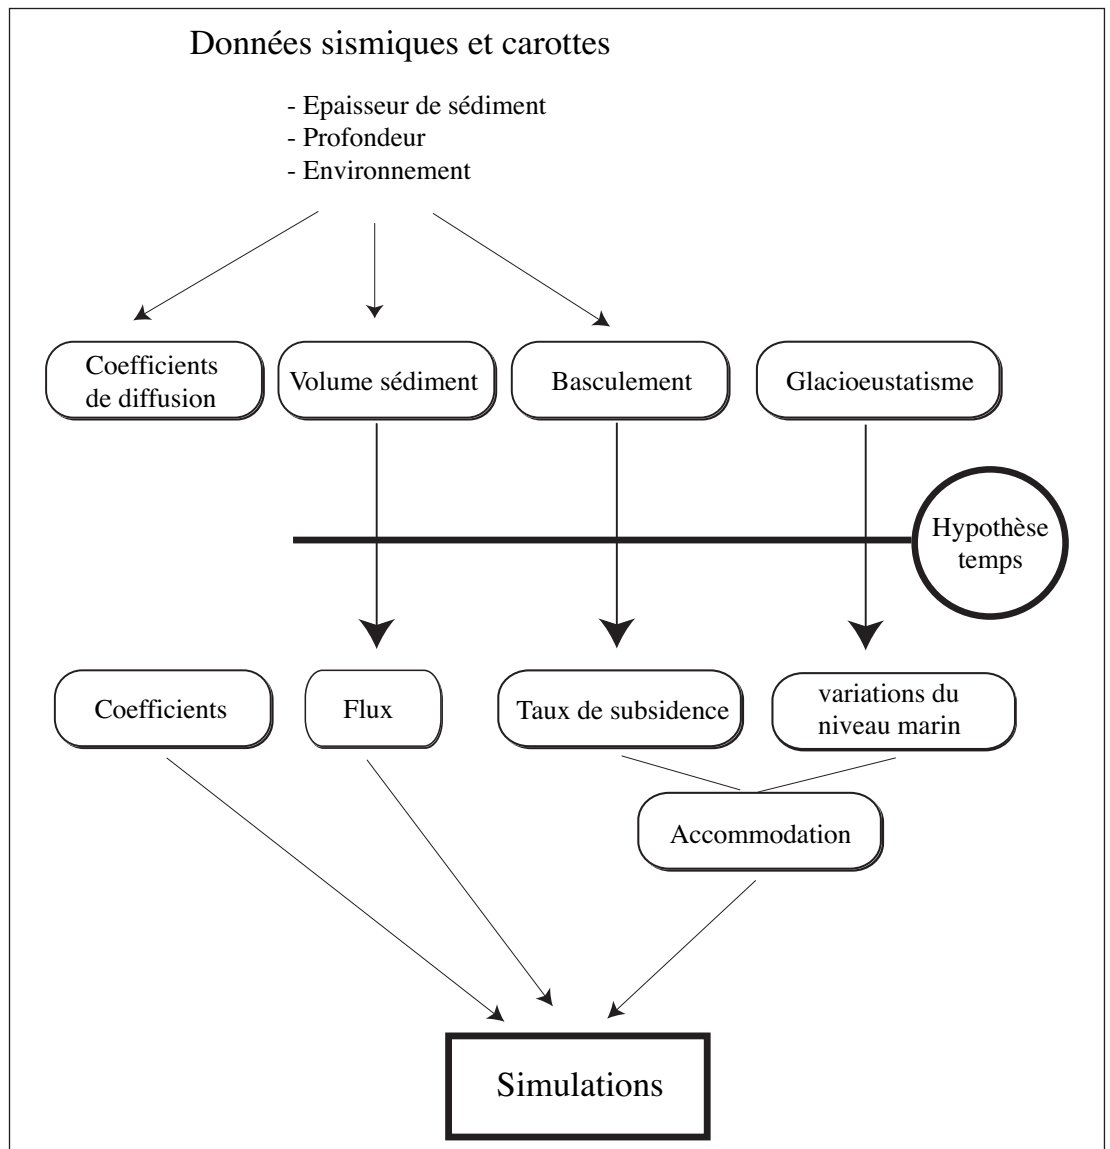 Données sismiques et carottes
- Epaisseur de sédiment
- Profondeur
- Environnement
Coefficients
de diffusion
Volume sédiment
Basculement
Glacioeustatisme
Hypothèse
temps
Coefficients
Flux
Taux de subsidence
variations du
niveau marin
Accommodation
Simulations